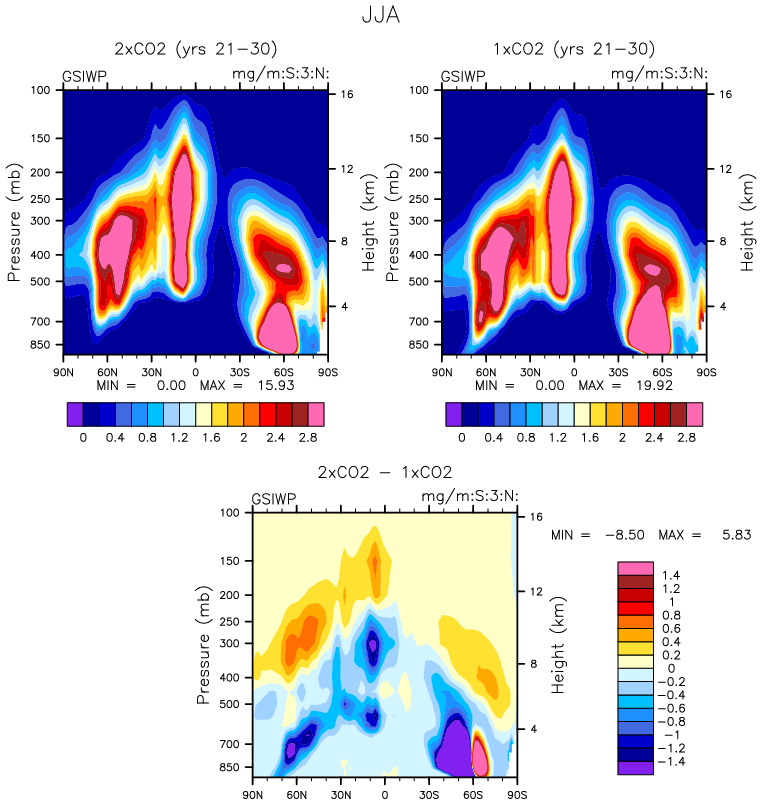 JJA
2xCO2 (yrs 21−30)
GSIWP mg/m:S:3:N:
100
150
200
250
300
400
500
700
850
Pressure (mb)
16
12
8
4
Height (km)
90N 60N 30N 0 30S 60S 90S
MIN = 0.00 MAX = 15.93
0 0.4 0.8 1.2 1.6 2 2.4 2.8
1xCO2 (yrs 21−30)
GSIWP mg/m:S:3:N:
100
150
200
250
300
400
500
700
850
Pressure (mb)
16
12
8
4
Height (km)
90N 60N 30N 0 30S 60S 90S
MIN = 0.00 MAX = 19.92
0 0.4 0.8 1.2 1.6 2 2.4 2.8
2xCO2 − 1xCO2
GSIWP mg/m:S:3:N:
100
150
200
250
300
400
500
700
850
Pressure (mb)
16
12
8
4
Height (km)
90N 60N 30N 0 30S 60S 90S
MIN = −8.50 MAX = 5.83
1.4
1.2
1
0.8
0.6
0.4
0.2
0
−0.2
−0.4
−0.6
−0.8
−1
−1.2
−1.4